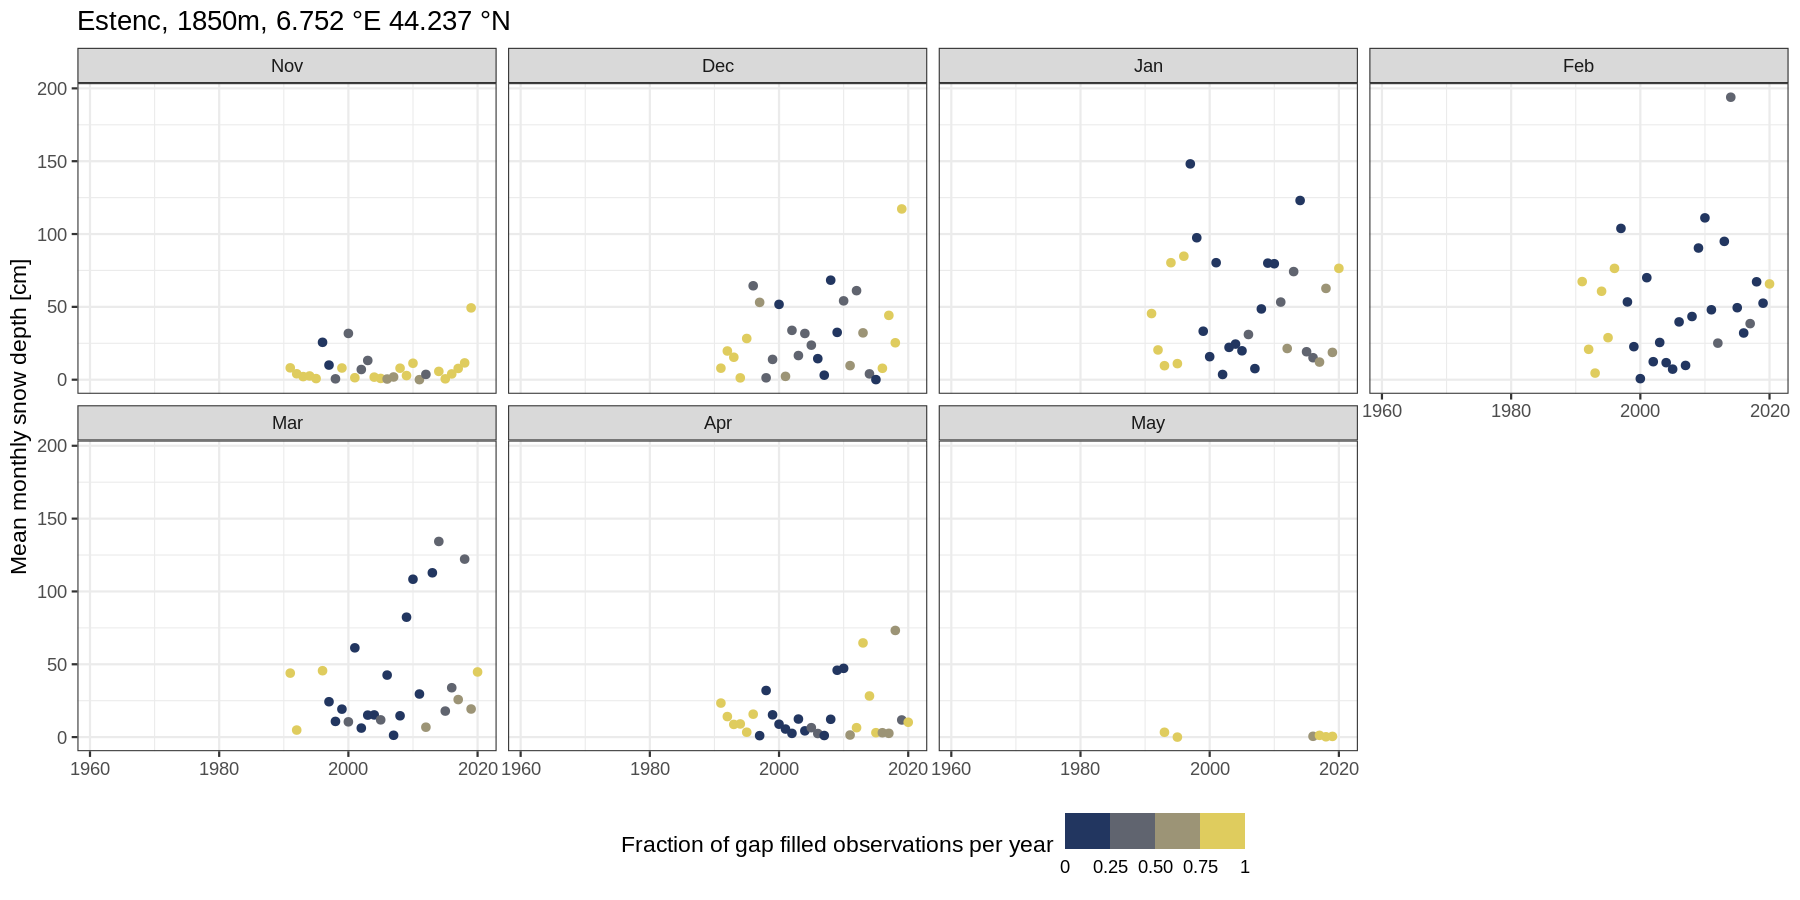 Estenc, 1850m, 6.752 °E 44.237 °N
Nov
Dec
Jan
Feb
Mean monthly snow depth [cm]
200
150
100
50
0
1960 1980 2000 2020
Mar
Apr
May
200
150
100
50
0
1960 1980 2000 2020
1960 1980 2000 2020
1960 1980 2000 2020
Fraction of gap filled observations per year
0 0.25 0.50 0.75 1